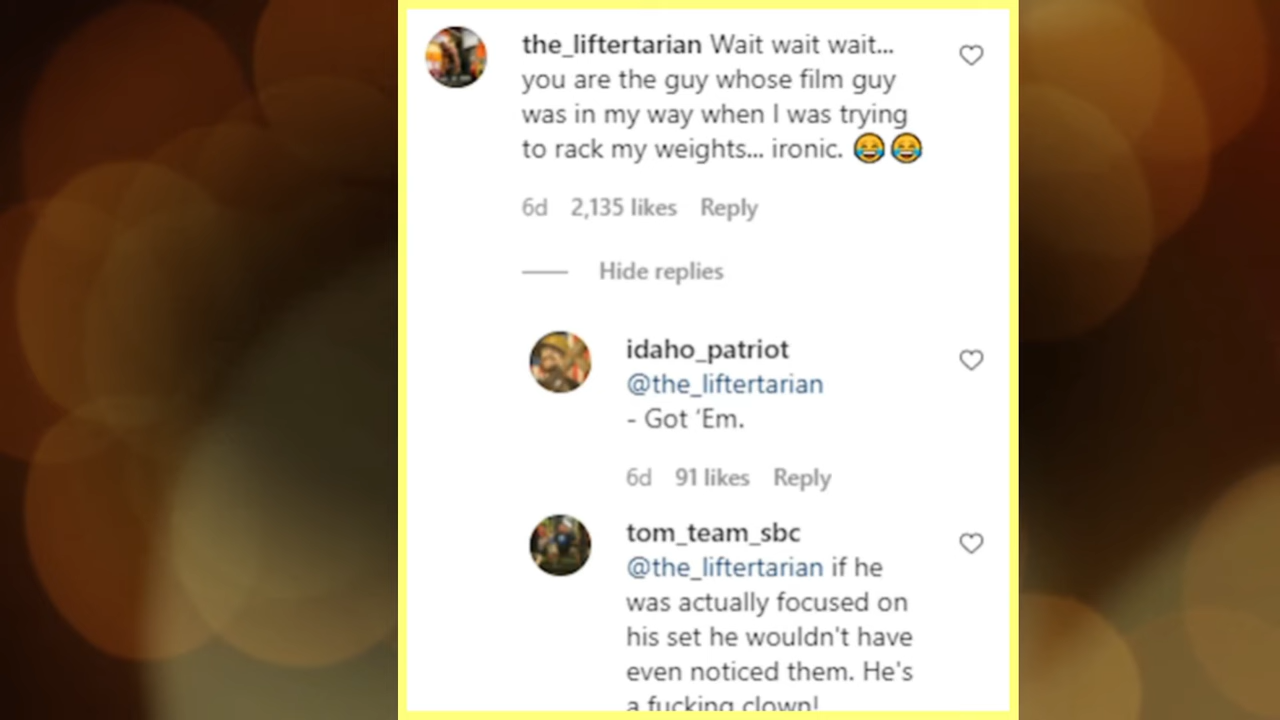 the_liftertarian Wait wait wait...
you are the guy whose film guy
was in my way when I was trying
to rack my weights... ironic. 😂😂
6d 2,135 likes Reply
Hide replies
idaho_patriot
@the_liftertarian
- Got ‘Em.
6d 91 likes Reply
tom_team_sbc
@the_liftertarian if he
was actually focused on
his set he wouldn't have
even noticed them. He's
a fucking clown!